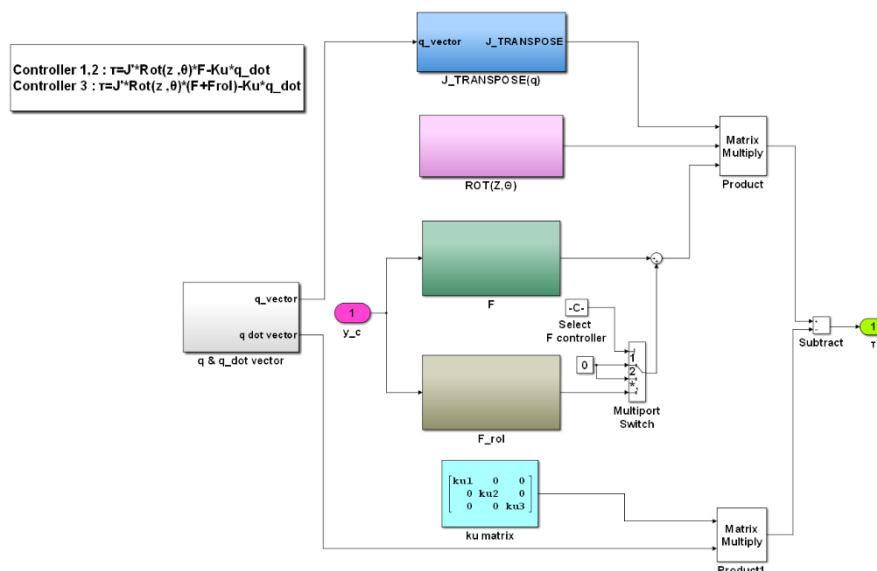 Controller 1,2 : τ=J'*Rot(z ,θ)*F-Ku*q_dot
Controller 3 : τ=J'*Rot(z ,θ)*(F+Frol)-Ku*q_dot
q_vector J_TRANSPOSE
J_TRANSPOSE(q)
ROT(Z,Θ)
Matrix
Multiply
Product
q_vector
q dot vector
q & q_dot vector
1
y_c
F
-C-
Select
F controller
0
1
2
*
Multiport
Switch
F_rol
Subtract
1
τ
ku1 0 0
0 ku2 0
0 0 ku3
ku matrix
Matrix
Multiply
Product1